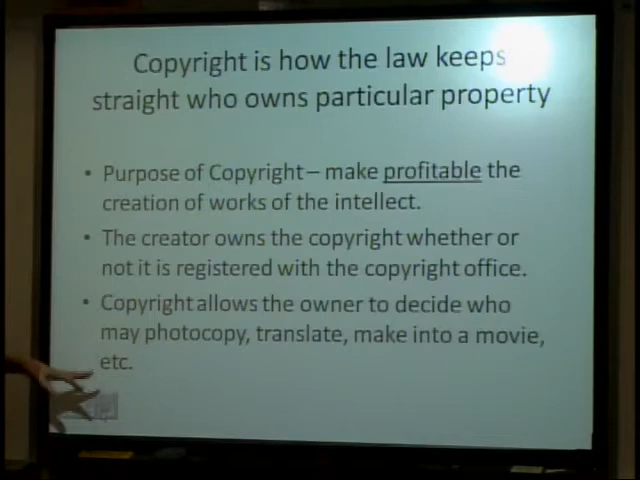 Copyright is how the law keeps
straight who owns particular property
• Purpose of Copyright – make profitable the
creation of works of the intellect.
• The creator owns the copyright whether or
not it is registered with the copyright office.
• Copyright allows the owner to decide who
may photocopy, translate, make into a movie,
etc.